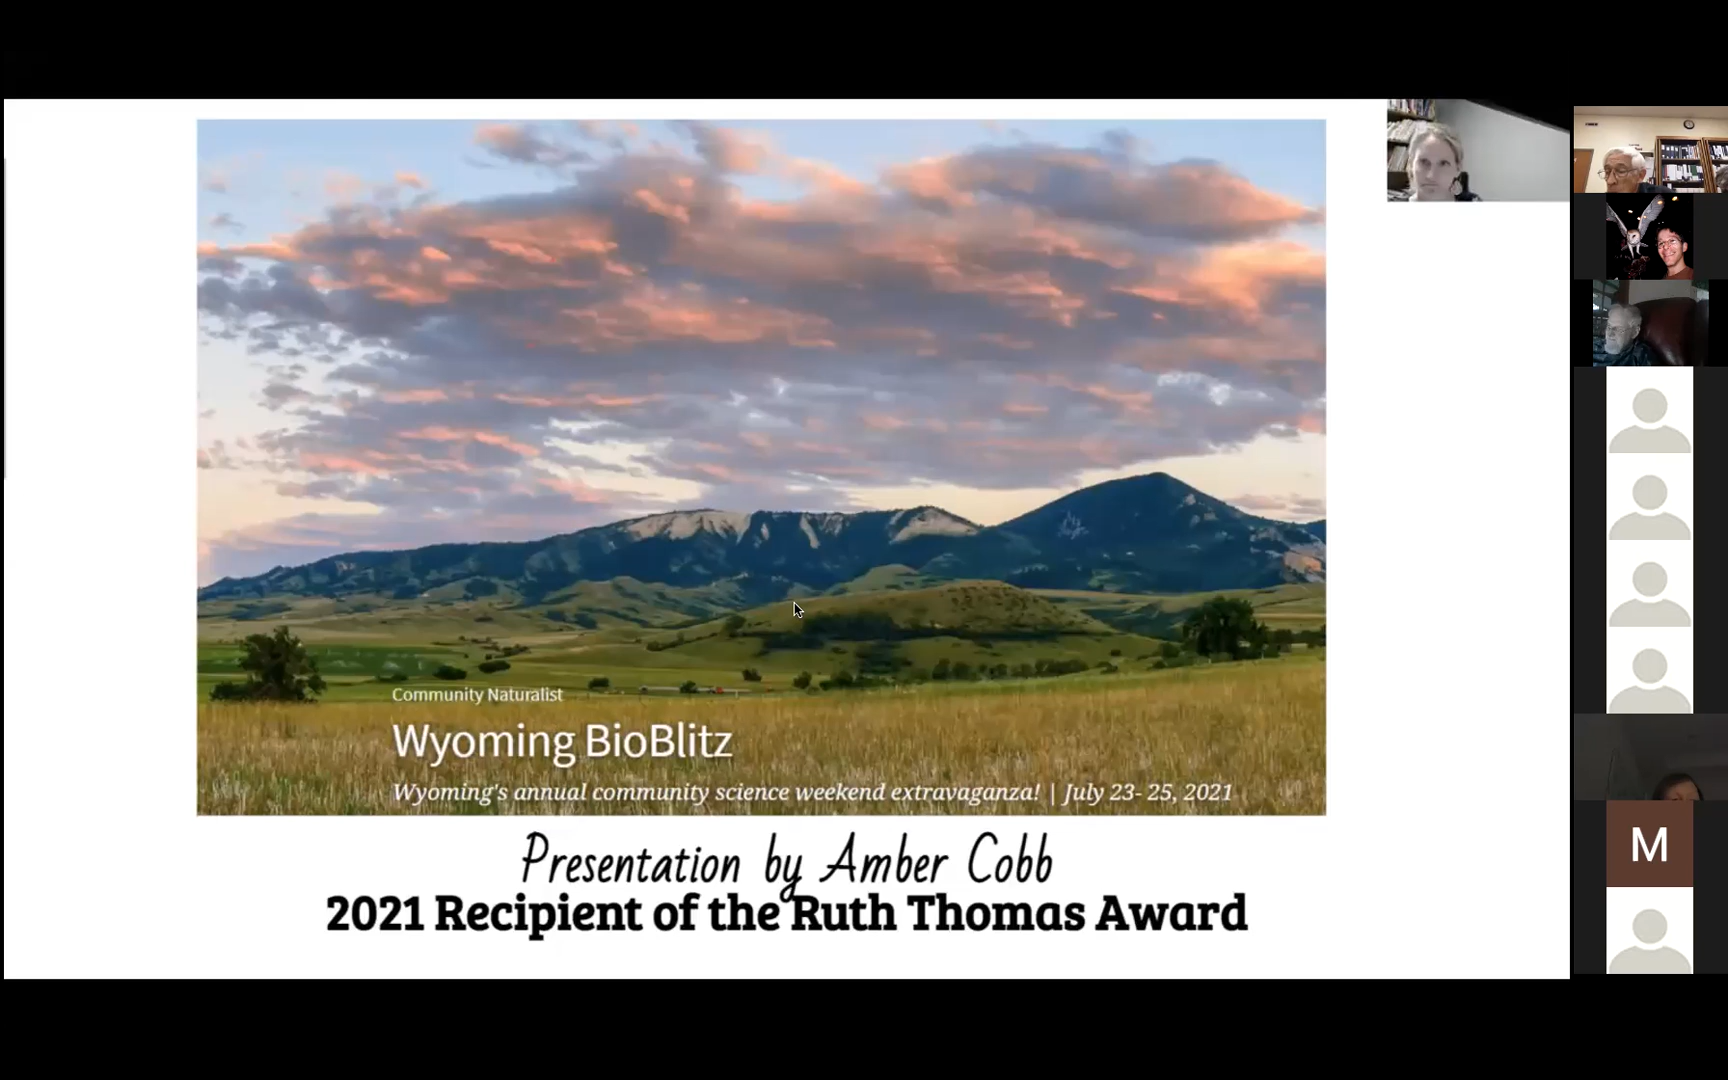 Community Naturalist
Wyoming BioBlitz
Wyoming's annual community science weekend extravaganza! | July 23- 25, 2021
Presentation by Amber Cobb
2021 Recipient of the Ruth Thomas Award
M